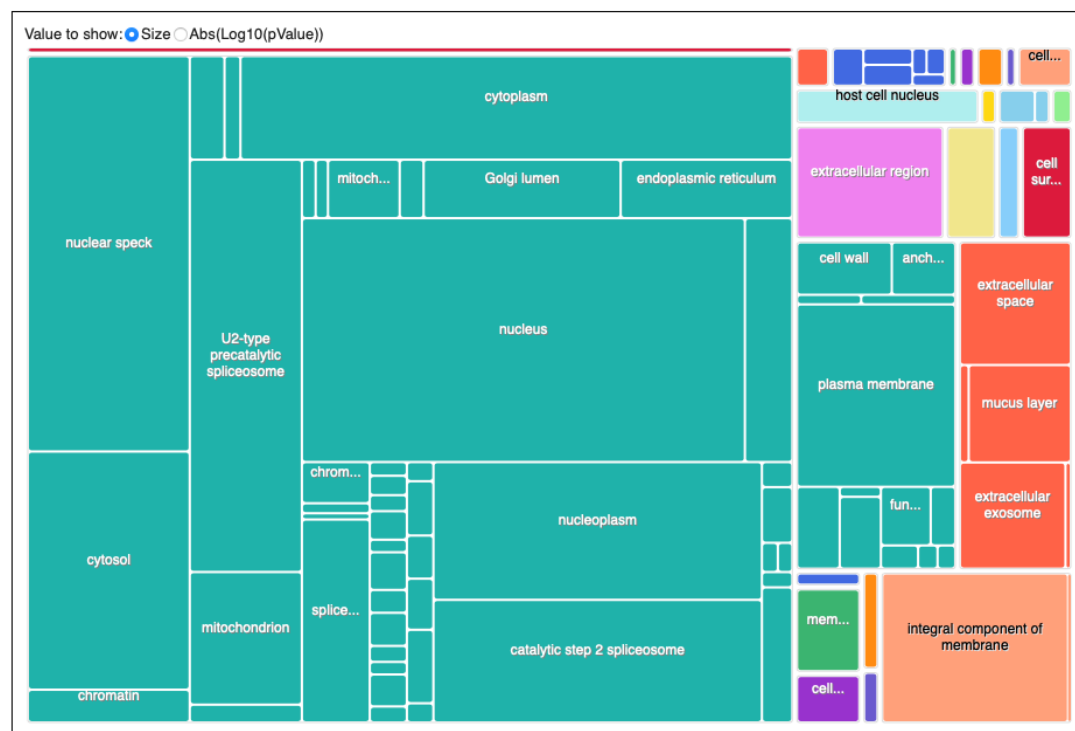 Value to show: Size Abs(Log10(pValue))
cytoplasm
cell...
host cell nucleus
mitoch...
Golgi lumen
endoplasmic reticulum
extracellular region
cell
sur...
nuclear speck
cell wall
anch...
extracellular
space
nucleus
U2-type
precatalytic
spliceosome
plasma membrane
mucus layer
chrom...
extracellular
exosome
nucleoplasm
fun...
cytosol
splice...
mitochondrion
mem...
integral component of
membrane
catalytic step 2 spliceosome
chromatin
cell...